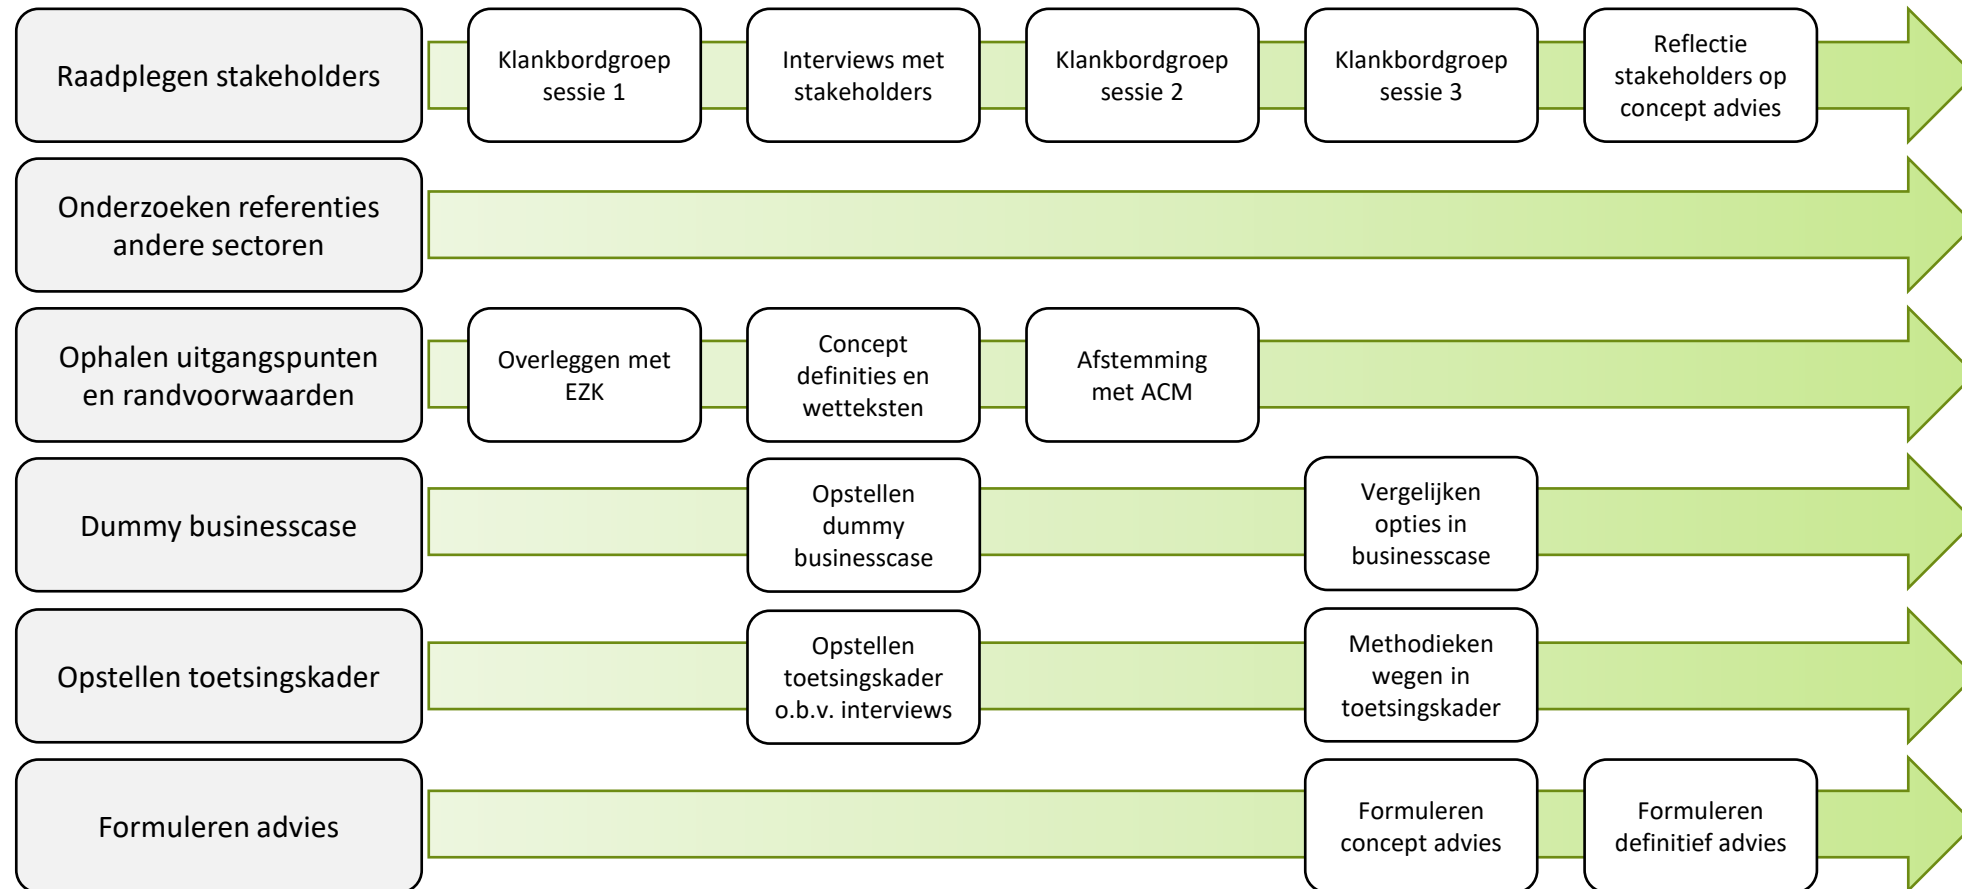 Raadplegen stakeholders
Klankbordgroep
sessie 1
Interviews met
stakeholders
Klankbordgroep
sessie 2
Klankbordgroep
sessie 3
Reflectie
stakeholders op
concept advies
Onderzoeken referenties
andere sectoren
Ophalen uitgangspunten
en randvoorwaarden
Overleggen met
EZK
Concept
definities en
wetteksten
Afstemming
met ACM
Dummy businesscase
Opstellen
dummy
businesscase
Vergelijken
opties in
businesscase
Opstellen toetsingskader
Opstellen
toetsingskader
o.b.v. interviews
Methodieken
wegen in
toetsingskader
Formuleren advies
Formuleren
concept advies
Formuleren
definitief advies